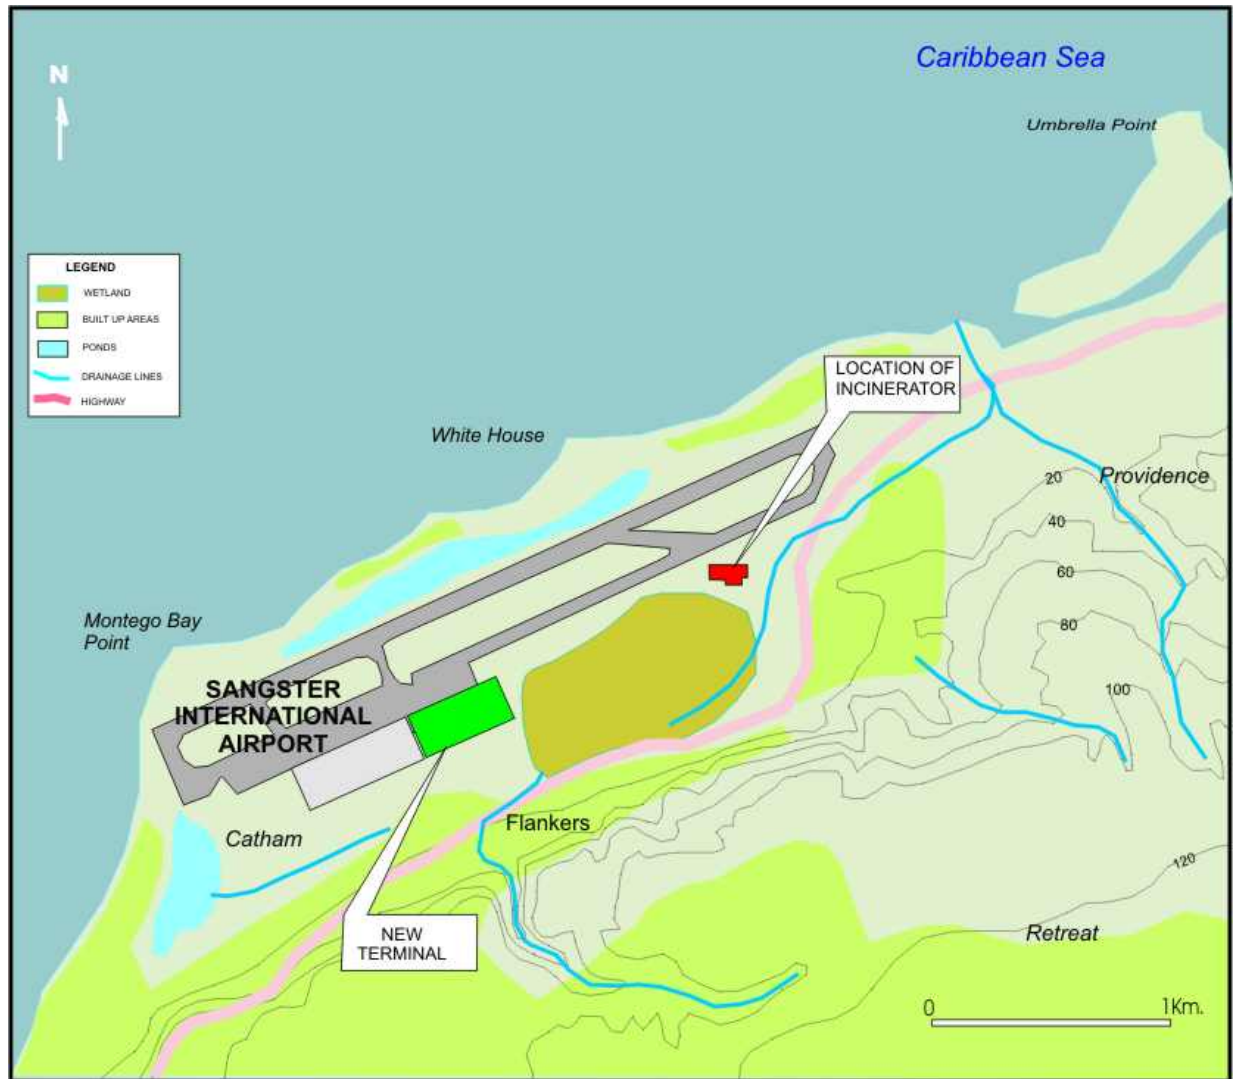 Caribbean Sea
N
Umbrella Point
LEGEND
WETLAND
BUILT UP AREAS
PONDS
DRAINAGE LINES
HIGHWAY
LOCATION OF
INCINERATOR
White House
Providence
20
40
60
80
100
120
Montego Bay
Point
SANGSTER
INTERNATIONAL
AIRPORT
Flankers
Catham
NEW
TERMINAL
Retreat
0
1Km.